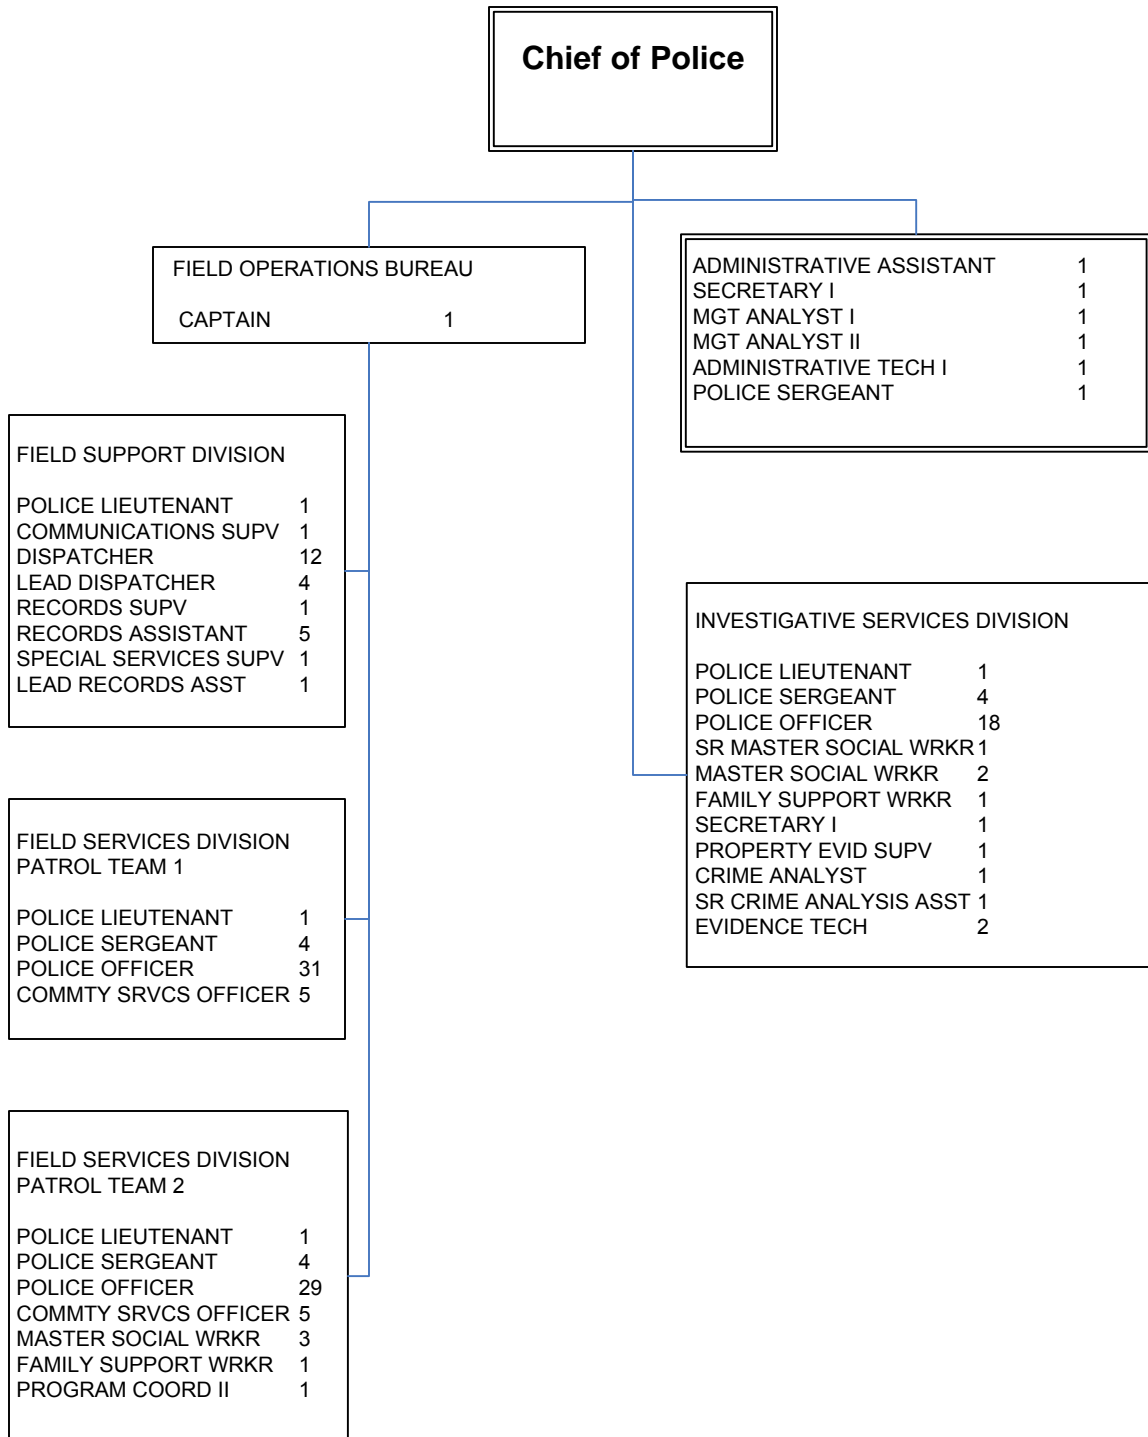 Chief of Police
FIELD OPERATIONS BUREAU
CAPTAIN 1
ADMINISTRATIVE ASSISTANT 1
SECRETARY I 1
MGT ANALYST I 1
MGT ANALYST II 1
ADMINISTRATIVE TECH I 1
POLICE SERGEANT 1
FIELD SUPPORT DIVISION
POLICE LIEUTENANT 1
COMMUNICATIONS SUPV 1
DISPATCHER 12
LEAD DISPATCHER 4
RECORDS SUPV 1
RECORDS ASSISTANT 5
SPECIAL SERVICES SUPV 1
LEAD RECORDS ASST 1
INVESTIGATIVE SERVICES DIVISION
POLICE LIEUTENANT 1
POLICE SERGEANT 4
POLICE OFFICER 18
SR MASTER SOCIAL WRKR 1
MASTER SOCIAL WRKR 2
FAMILY SUPPORT WRKR 1
SECRETARY I 1
PROPERTY EVID SUPV 1
CRIME ANALYST 1
SR CRIME ANALYSIS ASST 1
EVIDENCE TECH 2
FIELD SERVICES DIVISION
PATROL TEAM 1
POLICE LIEUTENANT 1
POLICE SERGEANT 4
POLICE OFFICER 31
COMMTY SRVCS OFFICER 5
FIELD SERVICES DIVISION
PATROL TEAM 2
POLICE LIEUTENANT 1
POLICE SERGEANT 4
POLICE OFFICER 29
COMMTY SRVCS OFFICER 5
MASTER SOCIAL WRKR 3
FAMILY SUPPORT WRKR 1
PROGRAM COORD II 1